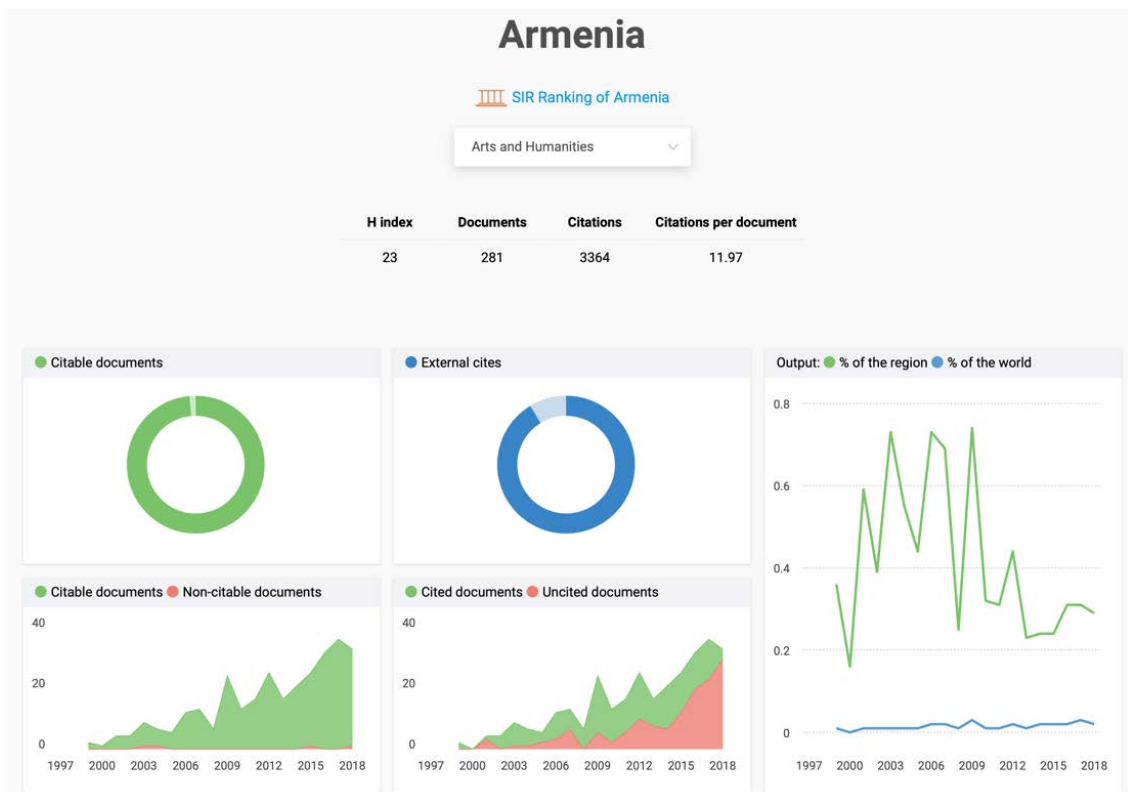 Armenia
SIR Ranking of Armenia
Arts and Humanities
H index Documents Citations Citations per document
23 281 3364 11.97
Citable documents
External cites
Output: % of the region % of the world
0.8
0.6
0.4
0.2
0
1997 2000 2003 2006 2009 2012 2015 2018
Citable documents Non-citable documents
40
20
0
1997 2000 2003 2006 2009 2012 2015 2018
Cited documents Uncited documents
40
20
0
1997 2000 2003 2006 2009 2012 2015 2018